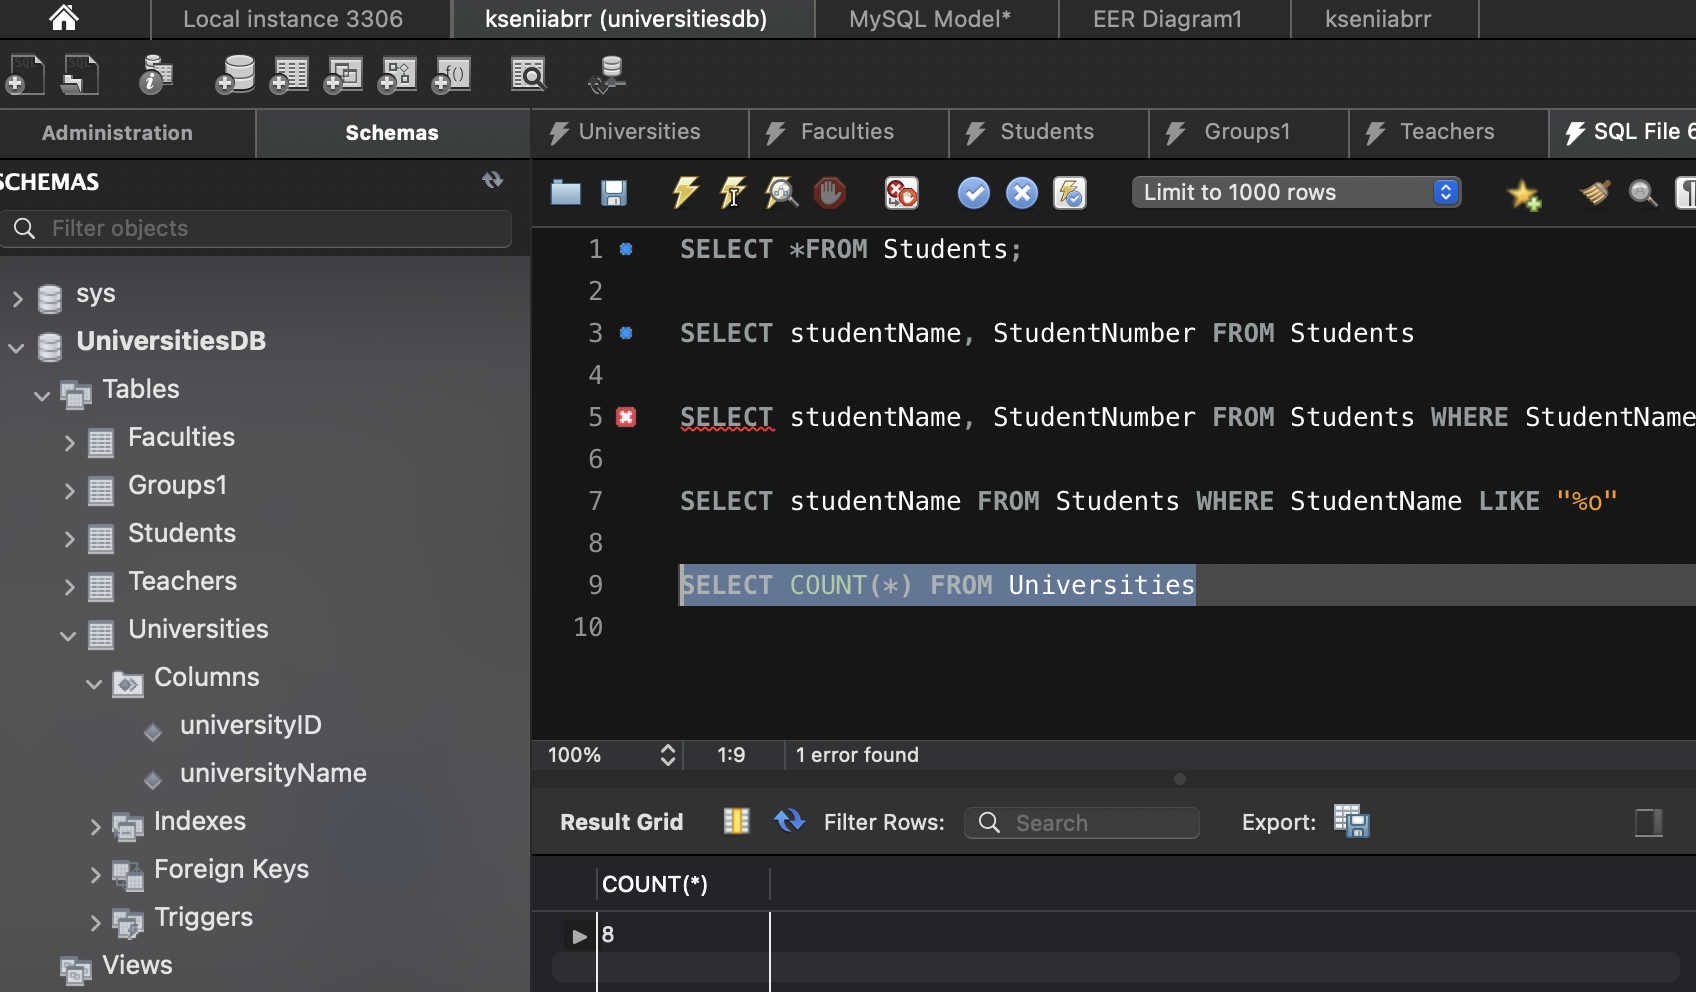 Local instance 3306
kseniiabrr (universitiesdb)
MySQL Model*
EER Diagram1
kseniiabrr
Administration
Schemas
Universities
Faculties
Students
Groups1
Teachers
SQL File 6
SCHEMAS
Filter objects
sys
UniversitiesDB
Tables
Faculties
Groups1
Students
Teachers
Universities
Columns
universityID
universityName
Indexes
Foreign Keys
Triggers
Views
Limit to 1000 rows
1 SELECT *FROM Students;
2
3 SELECT studentName, StudentNumber FROM Students
4
5 SELECT studentName, StudentNumber FROM Students WHERE StudentName
6
7 SELECT studentName FROM Students WHERE StudentName LIKE "%o"
8
9 SELECT COUNT(*) FROM Universities
10
100% 1:9 1 error found
Result Grid Filter Rows: Search Export:
COUNT(*)
8